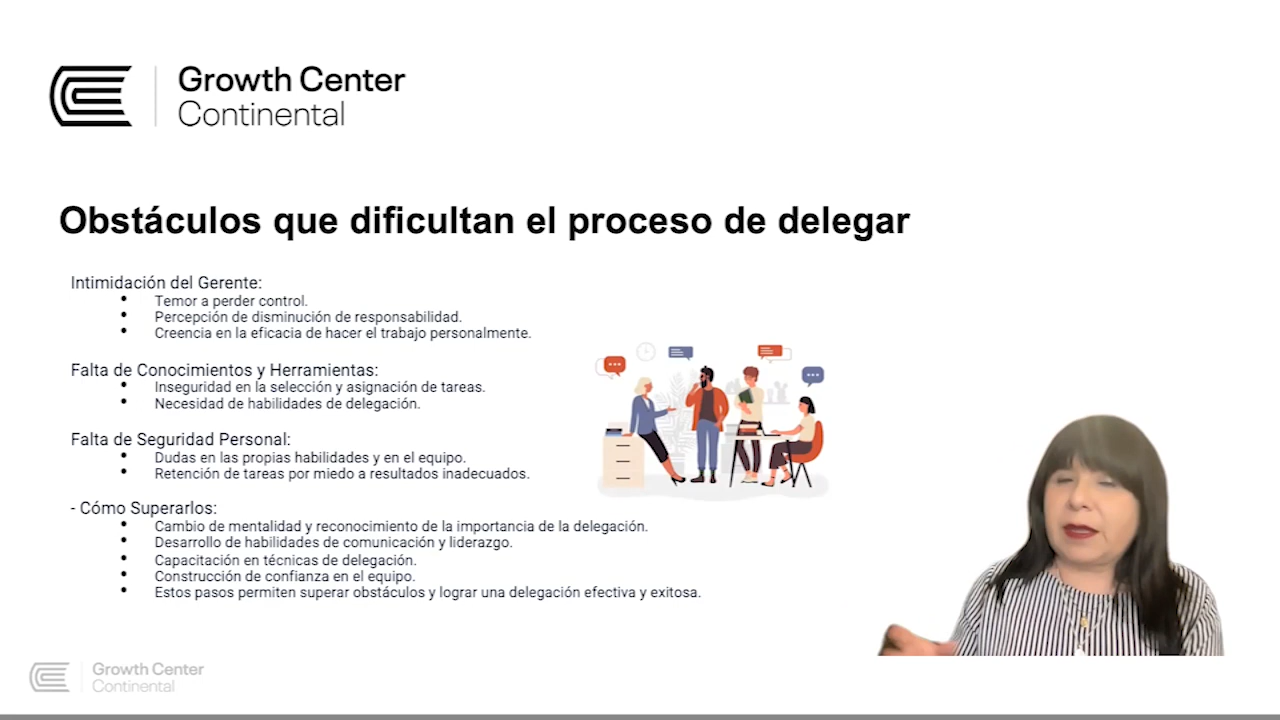 Growth Center
Continental
Obstáculos que dificultan el proceso de delegar
Intimidación del Gerente:
• Temor a perder control.
• Percepción de disminución de responsabilidad.
• Creencia en la eficacia de hacer el trabajo personalmente.
Falta de Conocimientos y Herramientas:
• Inseguridad en la selección y asignación de tareas.
• Necesidad de habilidades de delegación.
Falta de Seguridad Personal:
• Dudas en las propias habilidades y en el equipo.
• Retención de tareas por miedo a resultados inadecuados.
- Cómo Superarlos:
• Cambio de mentalidad y reconocimiento de la importancia de la delegación.
• Desarrollo de habilidades de comunicación y liderazgo.
• Capacitación en técnicas de delegación.
• Construcción de confianza en el equipo.
• Estos pasos permiten superar obstáculos y lograr una delegación efectiva y exitosa.
Growth Center
Continental